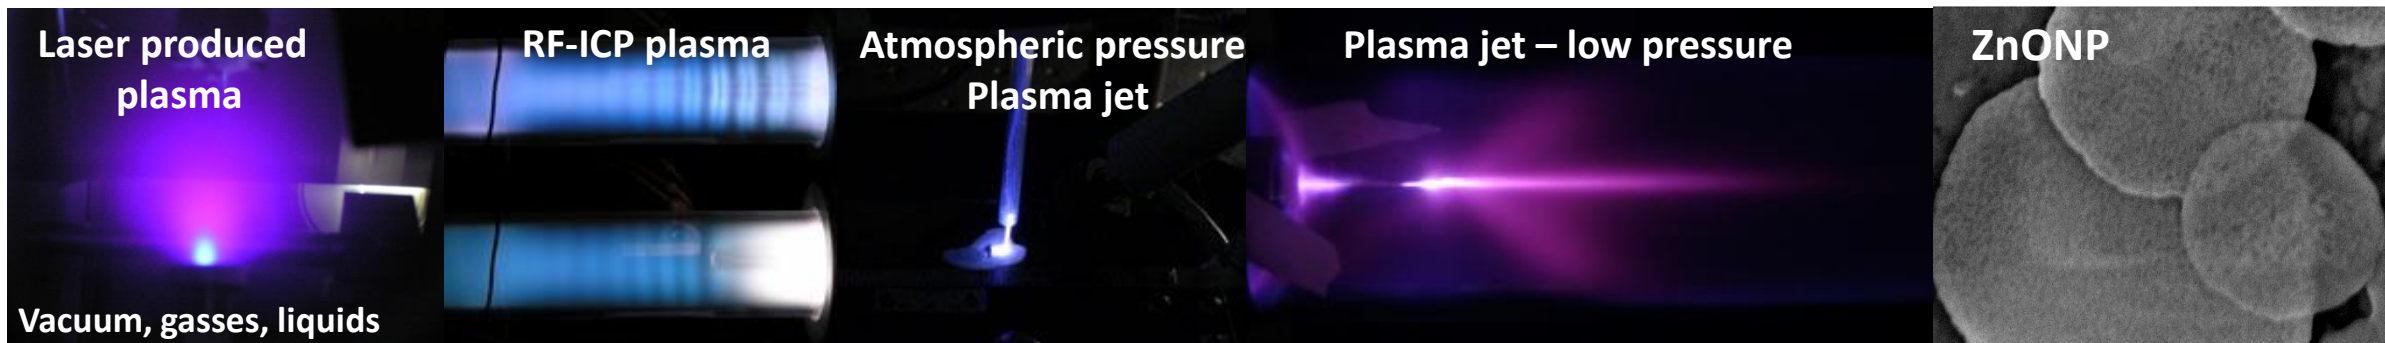 Laser produced
plasma
Vacuum, gasses, liquids
RF-ICP plasma
Atmospheric pressure
Plasma jet
Plasma jet – low pressure
ZnONP